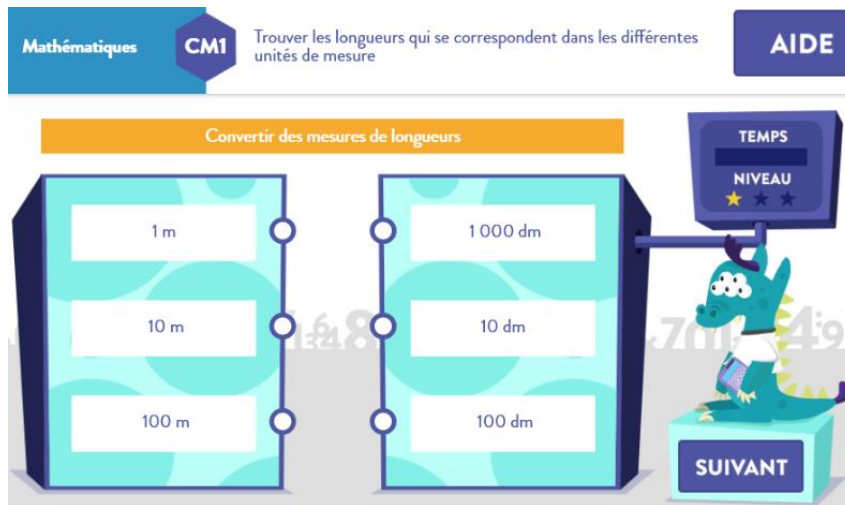 Mathématiques
CM1
Trouver les longueurs qui se correspondent dans les différentes
unités de mesure
AIDE
Convertir des mesures de longueurs
TEMPS
NIVEAU
1 m
1 000 dm
10 m
10 dm
100 m
100 dm
SUIVANT